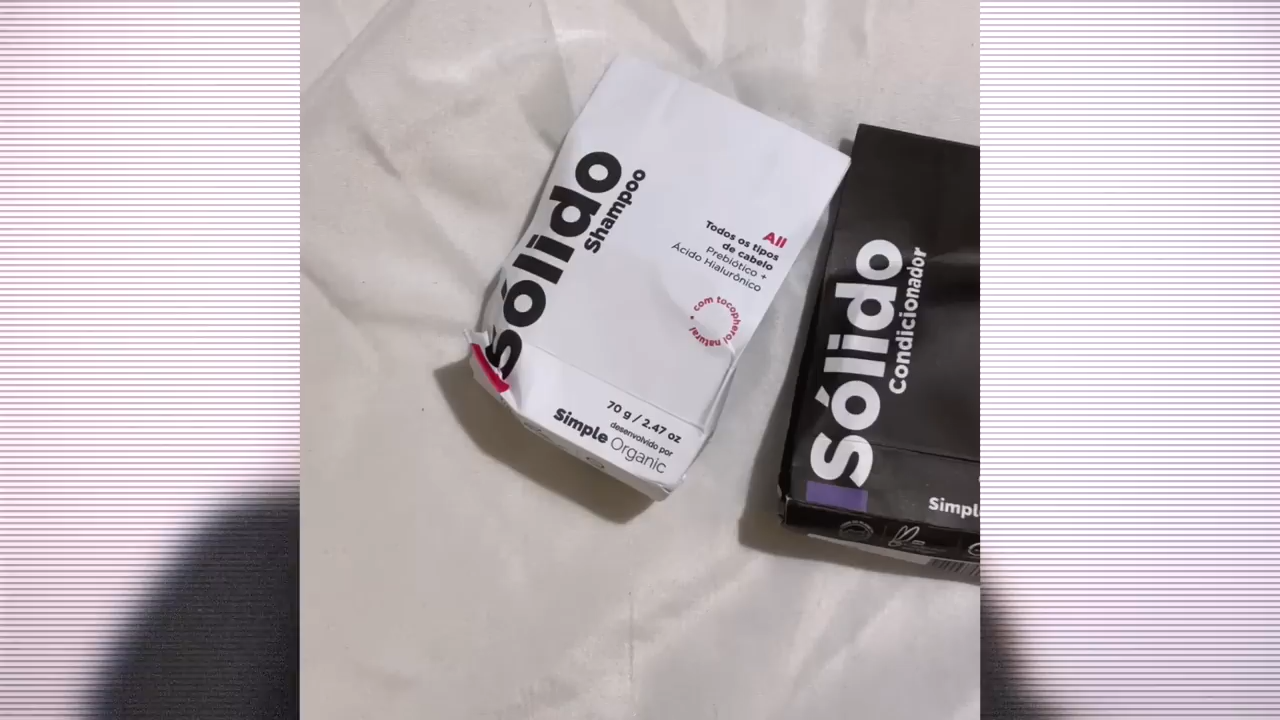 Sólido
Shampoo
All
Todos os tipos
de cabelo
Prebiótico +
Ácido Hialurônico
com tocopherol natural
70 g / 2.47 oz
desenvolvido por
Simple Organic
Sólido
Condicionador